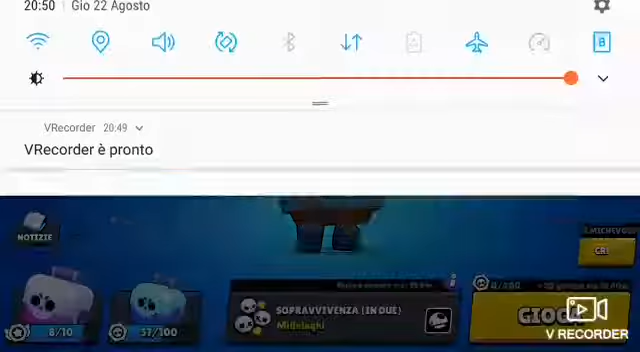 20:50 | Gio 22 Agosto
VRecorder 20:49
VRecorder è pronto
NOTIZIE
8/10
37/100
SOPRAVVIVENZA (IN DUE)
GIOCA
V RECORDER